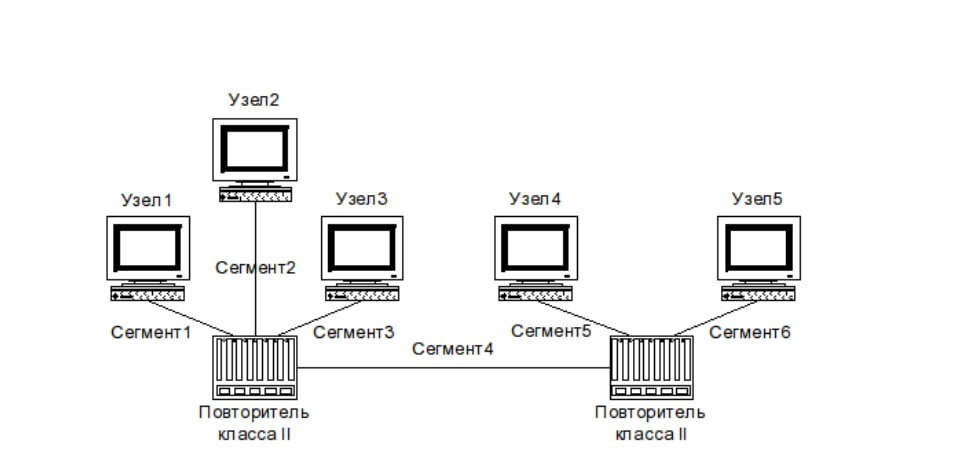 Узел2
Узел1
Узел3
Узел4
Узел5
Сегмент2
Сегмент1
Сегмент3
Сегмент5
Сегмент6
Сегмент4
Повторитель
класса II
Повторитель
класса II